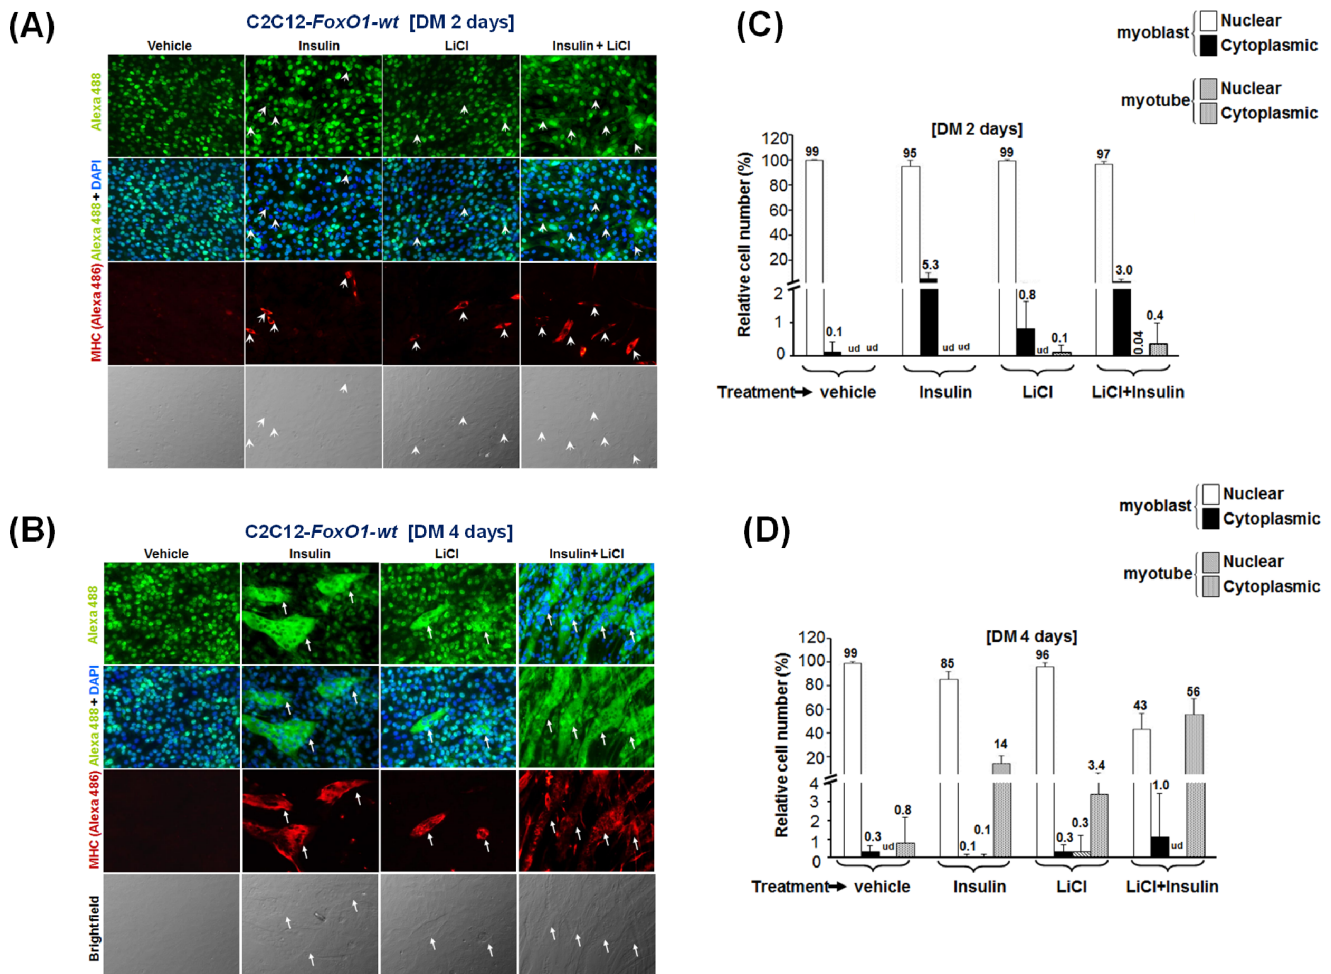 (A)
C2C12-FoxO1-wt [DM 2 days]
Vehicle Insulin LiCl Insulin + LiCl
Alexa 488
Alexa 488 + DAPI
MHC (Alexa 486)
(B)
C2C12-FoxO1-wt [DM 4 days]
Vehicle Insulin LiCl Insulin+ LiCl
Alexa 488
Alexa 488 + DAPI
MHC (Alexa 486)
Brightfield
(C)
myoblast
Nuclear
Cytoplasmic
myotube
Nuclear
Cytoplasmic
[DM 2 days]
Relative cell number (%)
120
100
80
60
40
20
2
1
0
99 0.1 ud ud
95 5.3 ud ud
99 0.8 ud 0.1
97 3.0 0.04 0.4
Treatment vehicle Insulin LiCl LiCl+Insulin
(D)
myoblast
Nuclear
Cytoplasmic
myotube
Nuclear
Cytoplasmic
[DM 4 days]
Relative cell number (%)
120
100
80
60
40
20
4
3
2
1
0
99 0.3 ud 0.8
85 0.1 0.1 14
96 0.3 0.3 3.4
43 1.0 ud 56
Treatment vehicle Insulin LiCl LiCl+Insulin